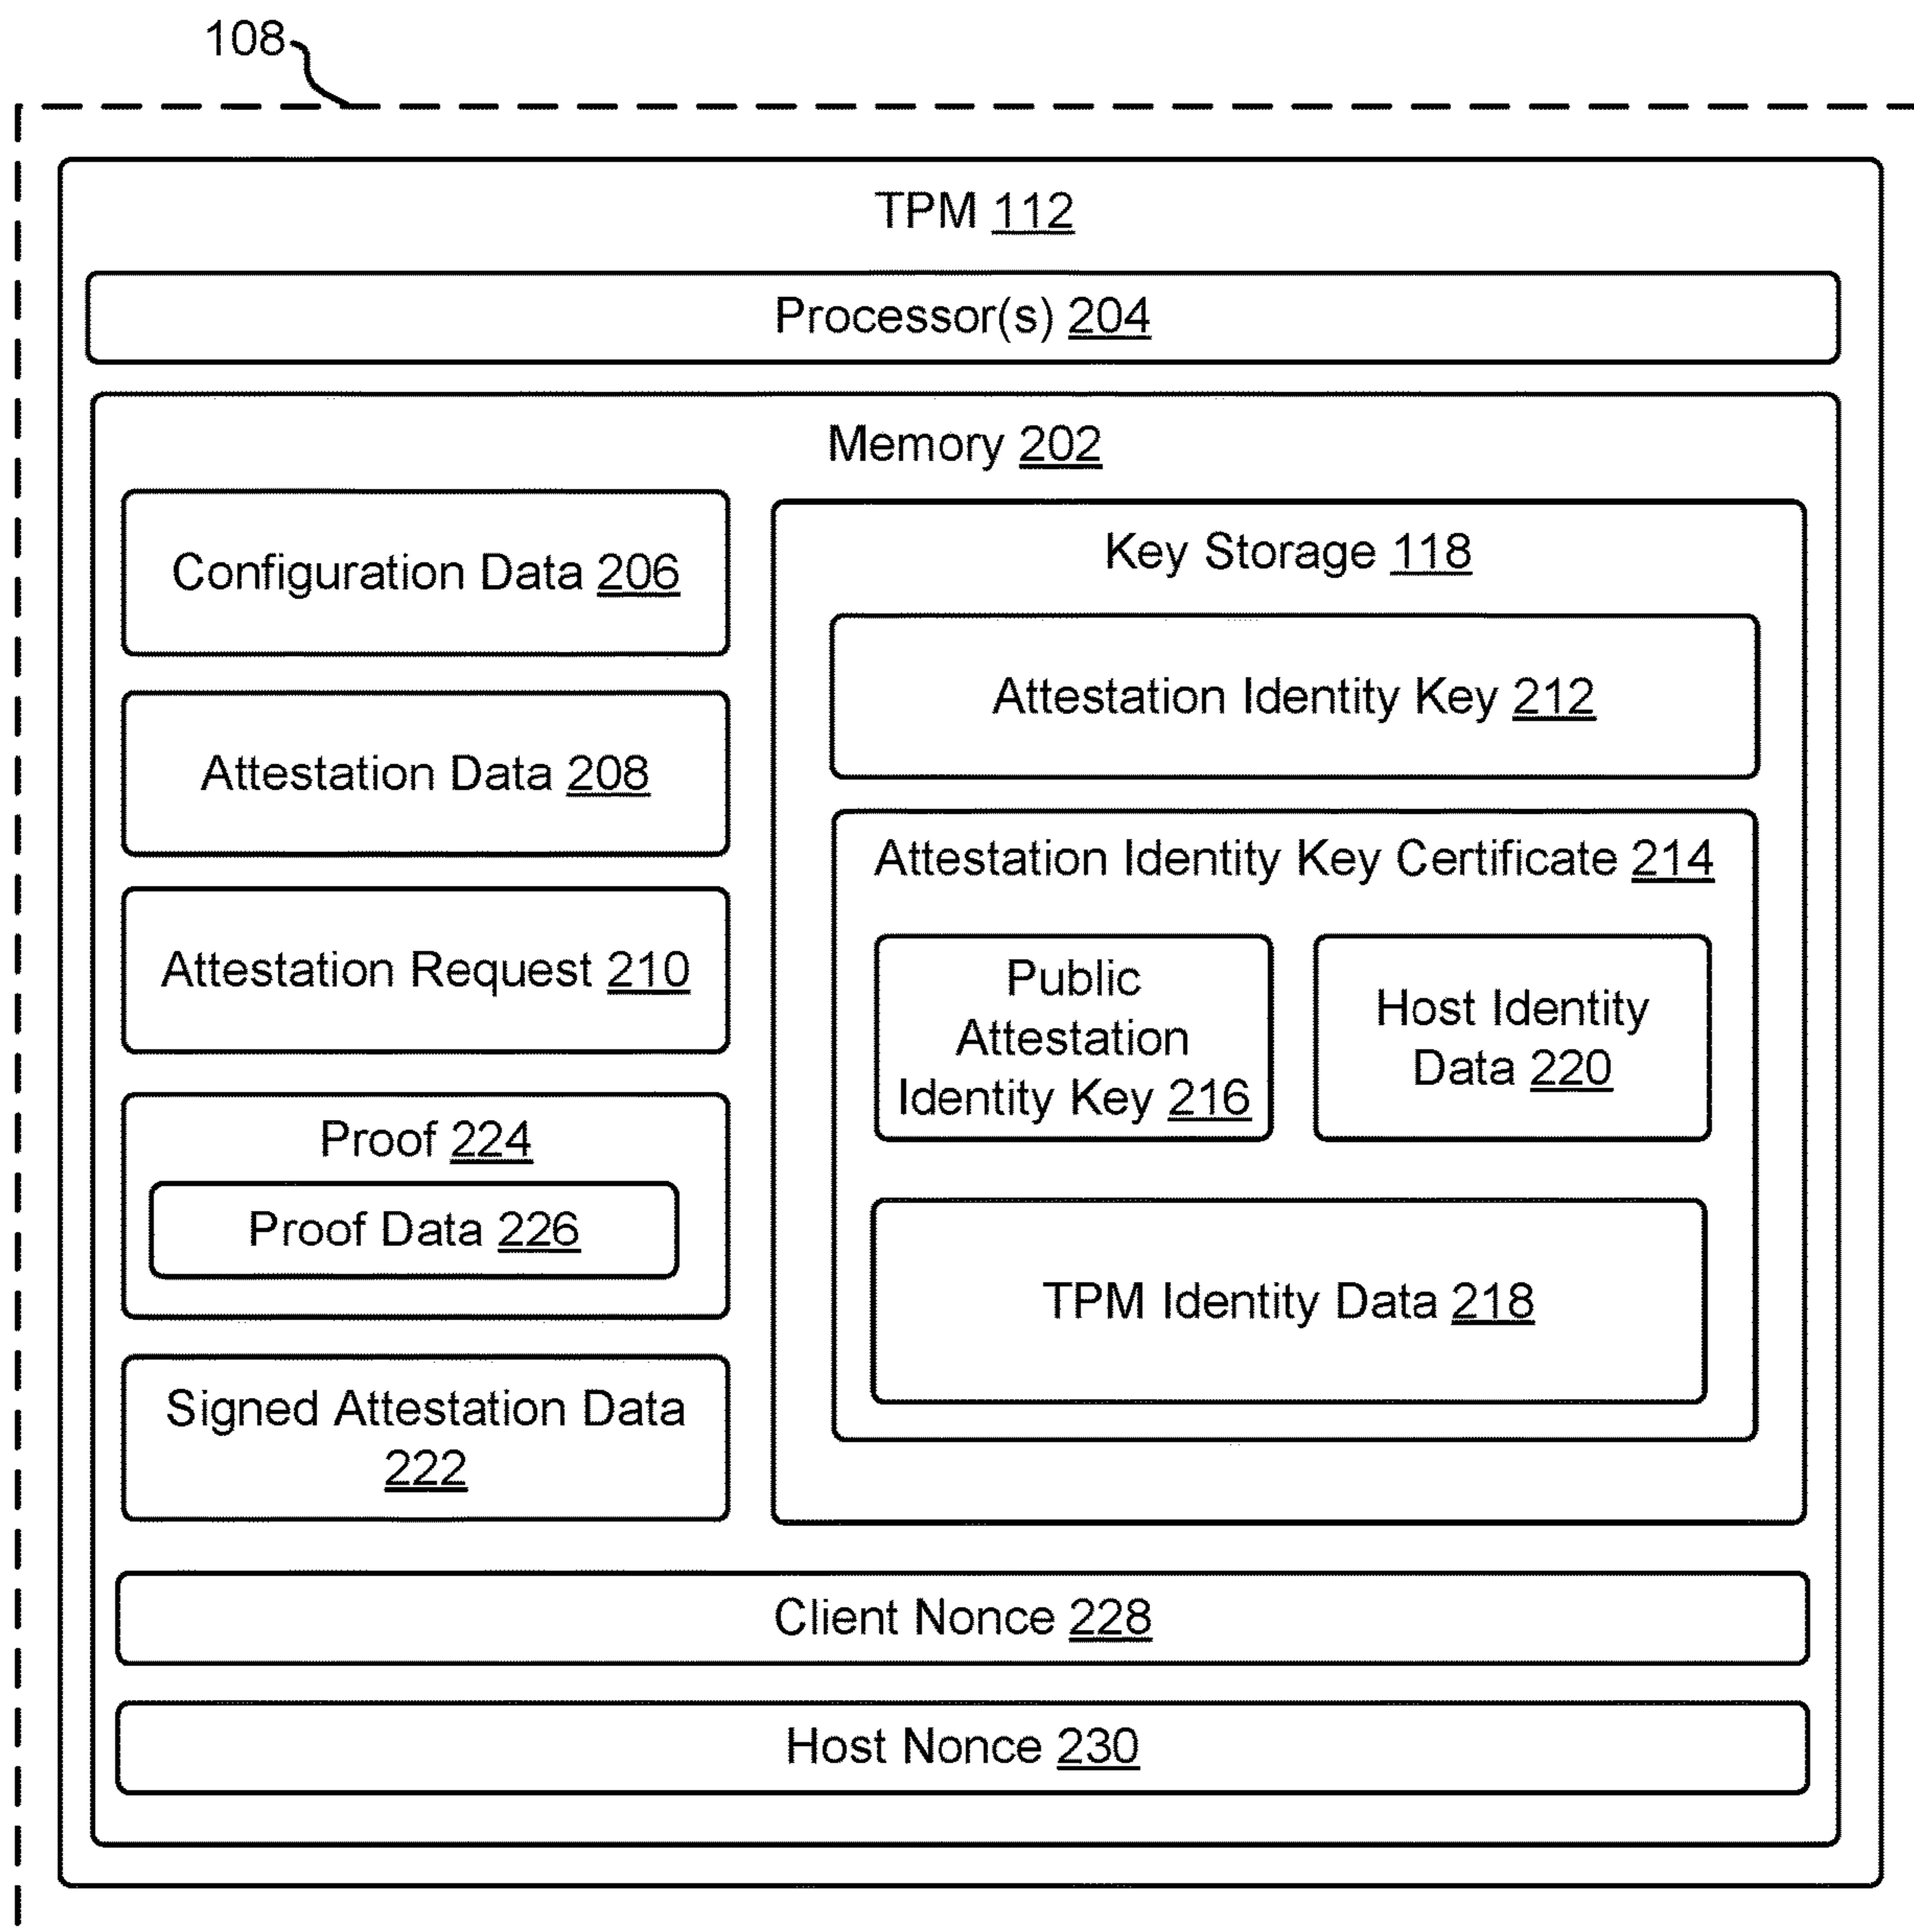 108
TPM 112
Processor(s) 204
Memory 202
Configuration Data 206
Attestation Data 208
Attestation Request 210
Proof 224
Proof Data 226
Signed Attestation Data
222
Key Storage 118
Attestation Identity Key 212
Attestation Identity Key Certificate 214
Public
Attestation
Identity Key 216
Host Identity
Data 220
TPM Identity Data 218
Client Nonce 228
Host Nonce 230